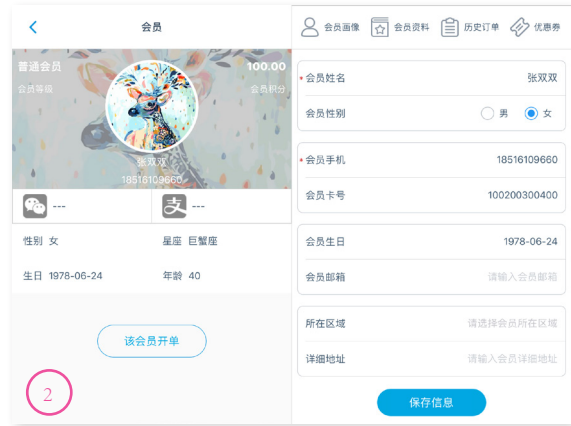 会员
普通会员
100.00
会员等级
会员积分
张双双
18516109660
---
支 ---
性别 女
星座 巨蟹座
生日 1978-06-24
年龄 40
该会员开单
2
会员画像
会员资料
历史订单
优惠券
*会员姓名 张双双
会员性别 男 女
*会员手机 18516109660
会员卡号 100200300400
会员生日 1978-06-24
会员邮箱 请输入会员邮箱
所在区域 请选择会员所在区域
详细地址 请输入会员详细地址
保存信息